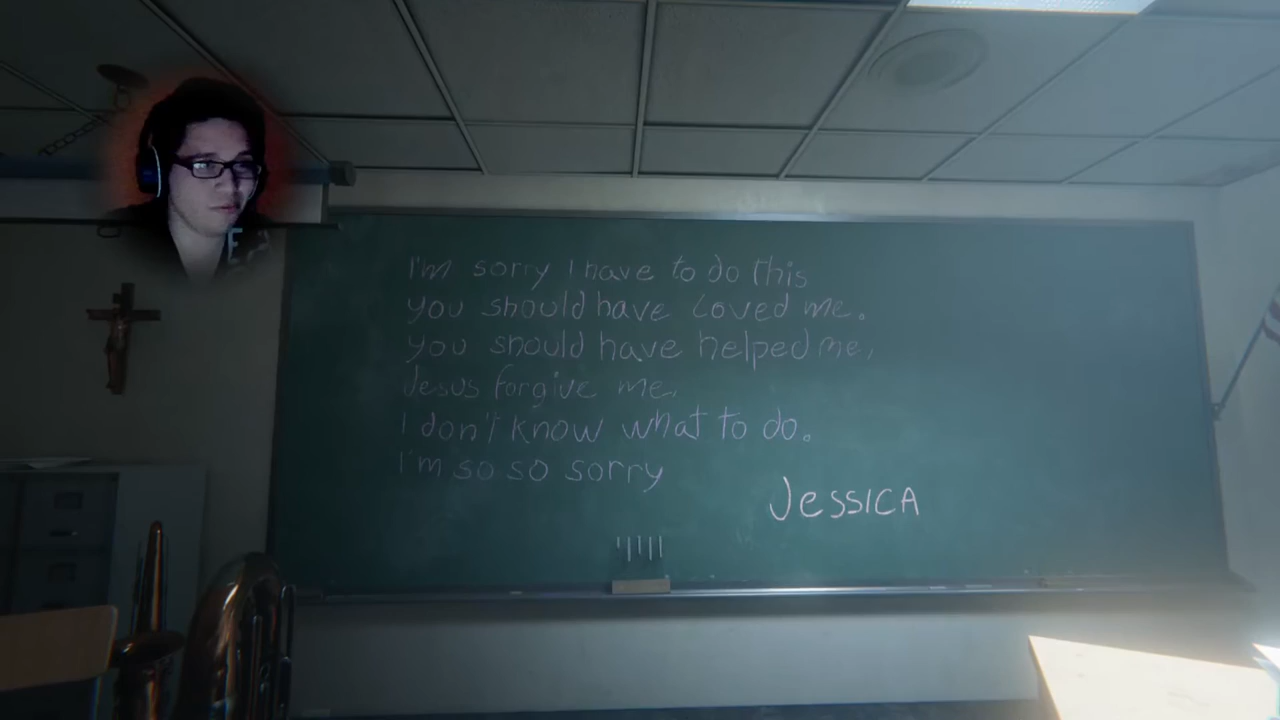 I'm sorry I have to do this
you should have loved me.
you should have helped me,
Jesus forgive me,
I don't know what to do.
I'm so so sorry
Jessica